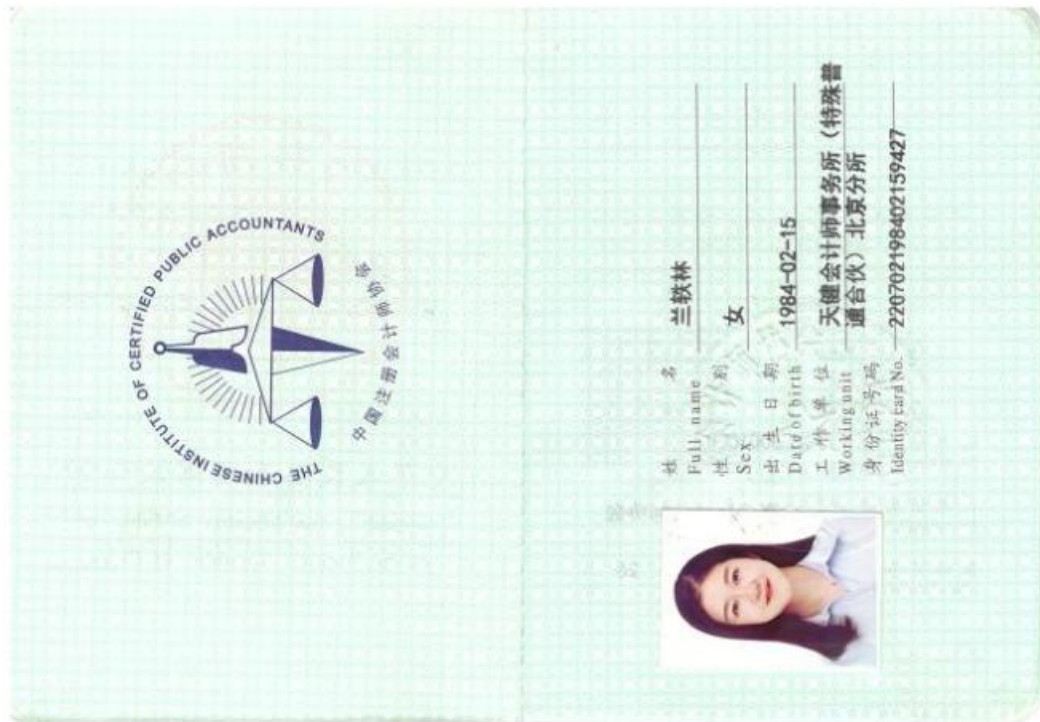 THE CHINESE INSTITUTE OF CERTIFIED PUBLIC ACCOUNTANTS
中国注册会计师协会
姓 名 兰轶林
Full name
性 别 女
Sex
出生日期 1984-02-15
Date of birth
工作单位 天健会计师事务所（特殊普
Working unit 通合伙）北京分所
身份证号码
Identity card No. 220702198402159427